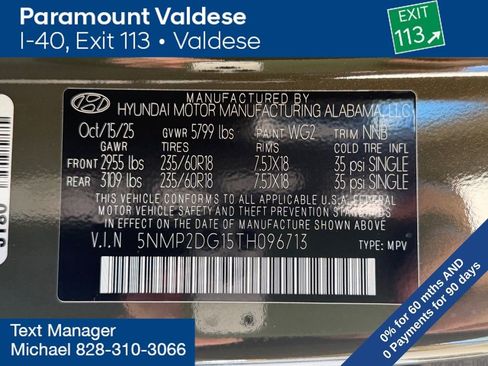 Paramount Valdese
I-40, Exit 113 • Valdese
EXIT
113
MANUFACTURED BY
HYUNDAI MOTOR MANUFACTURING ALABAMA, LLC
Oct/15/25 GVWR 5799 lbs PAINT WG2 TRIM NNB
GAWR TIRES RIMS COLD TIRE INFL
FRONT 2955 lbs 235/60R18 7.5JX18 35 psi SINGLE
REAR 3109 lbs 235/60R18 7.5JX18 35 psi SINGLE
THIS VEHICLE CONFORMS TO ALL APPLICABLE U.S.A. FEDERAL
MOTOR VEHICLE SAFETY AND THEFT PREVENTION STANDARDS IN
EFFECT ON THE DATE OF MANUFACTURE SHOWN ABOVE.
V.I.N 5NMP2DG15TH096713 TYPE: MPV
0% for 60 mths AND
0 Payments for 90 days
Text Manager
Michael 828-310-3066